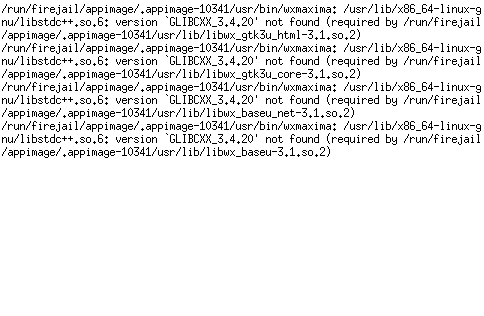 /run/firejail/appimage/.appimage-10341/usr/bin/wxmaxima: /usr/lib/x86_64-linux-g
nu/libstdc++.so.6: version `GLIBCXX_3.4.20' not found (required by /run/firejail
/appimage/.appimage-10341/usr/lib/libwx_gtk3u_html-3.1.so.2)
/run/firejail/appimage/.appimage-10341/usr/bin/wxmaxima: /usr/lib/x86_64-linux-g
nu/libstdc++.so.6: version `GLIBCXX_3.4.20' not found (required by /run/firejail
/appimage/.appimage-10341/usr/lib/libwx_gtk3u_core-3.1.so.2)
/run/firejail/appimage/.appimage-10341/usr/bin/wxmaxima: /usr/lib/x86_64-linux-g
nu/libstdc++.so.6: version `GLIBCXX_3.4.20' not found (required by /run/firejail
/appimage/.appimage-10341/usr/lib/libwx_baseu_net-3.1.so.2)
/run/firejail/appimage/.appimage-10341/usr/bin/wxmaxima: /usr/lib/x86_64-linux-g
nu/libstdc++.so.6: version `GLIBCXX_3.4.20' not found (required by /run/firejail
/appimage/.appimage-10341/usr/lib/libwx_baseu-3.1.so.2)